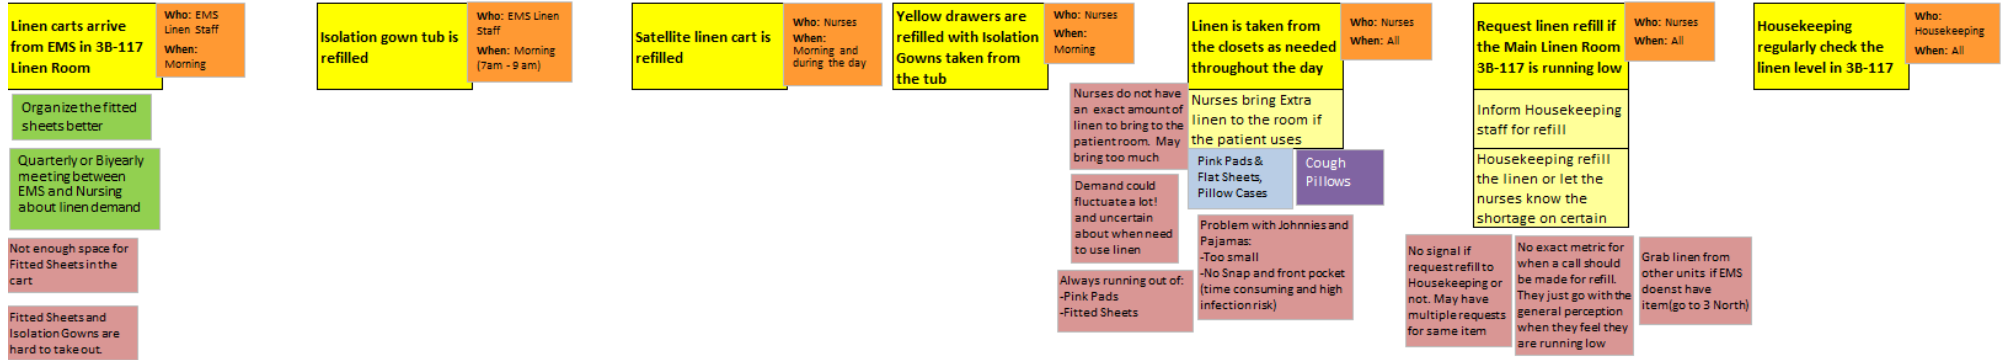 Linen carts arrive
from EMS in 3B-117
Linen Room
Who: EMS
Linen Staff
When:
Morning
Organize the fitted
sheets better
Quarterly or Biyearly
meeting between
EMS and Nursing
about linen demand
Not enough space for
Fitted Sheets in the
cart
Fitted Sheets and
Isolation Gowns are
hard to take out.
Isolation gown tub is
refilled
Who: EMS Linen
Staff
When: Morning
(7am - 9 am)
Satellite linen cart is
refilled
Who: Nurses
When:
Morning and
during the day
Yellow drawers are
refilled with Isolation
Gowns taken from
the tub
Who: Nurses
When:
Morning
Nurses do not have
an exact amount of
linen to bring to the
patient room. May
bring too much
Demand could
fluctuate a lot!
and uncertain
about when need
to use linen
Always running out of:
-Pink Pads
-Fitted Sheets
Linen is taken from
the closets as needed
throughout the day
Who: Nurses
When: All
Nurses bring Extra
linen to the room if
the patient uses
Pink Pads &
Flat Sheets,
Pillow Cases
Cough
Pillows
Problem with Johnnies and
Pajamas:
-Too small
-No Snap and front pocket
(time consuming and high
infection risk)
Request linen refill if
the Main Linen Room
3B-117 is running low
Who: Nurses
When: All
Inform Housekeeping
staff for refill
Housekeeping refill
the linen or let the
nurses know the
shortage on certain
No signal if
request refill to
Housekeeping or
not. May have
multiple requests
for same item
No exact metric for
when a call should
be made for refill.
They just go with the
general perception
when they feel they
are running low
Grab linen from
other units if EMS
doenst have
item(go to 3 North)
Housekeeping
regularly check the
linen level in 3B-117
Who:
Housekeeping
When: All